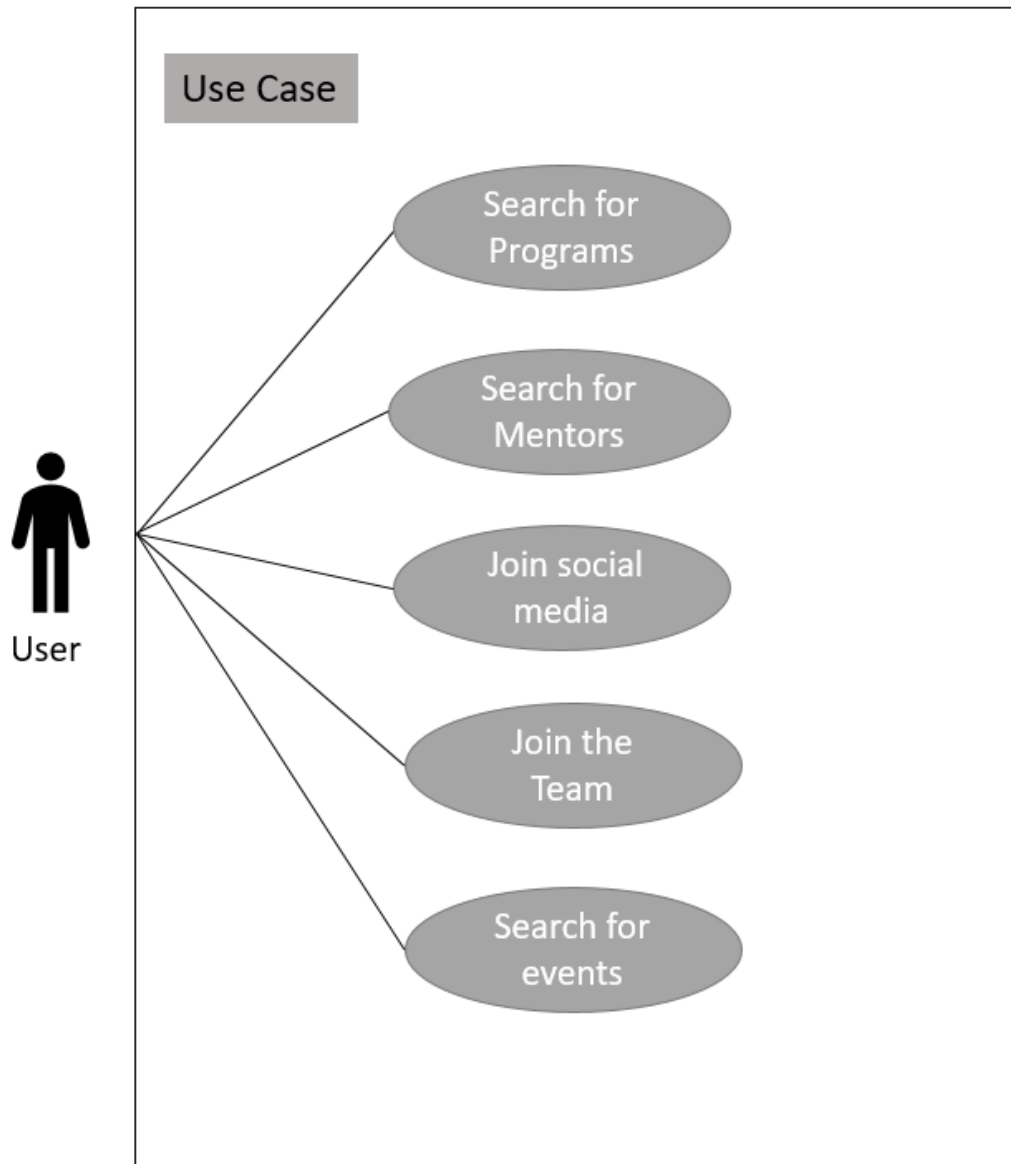 Use Case
Search for
Programs
Search for
Mentors
User
Join social
media
Join the
Team
Search for
events